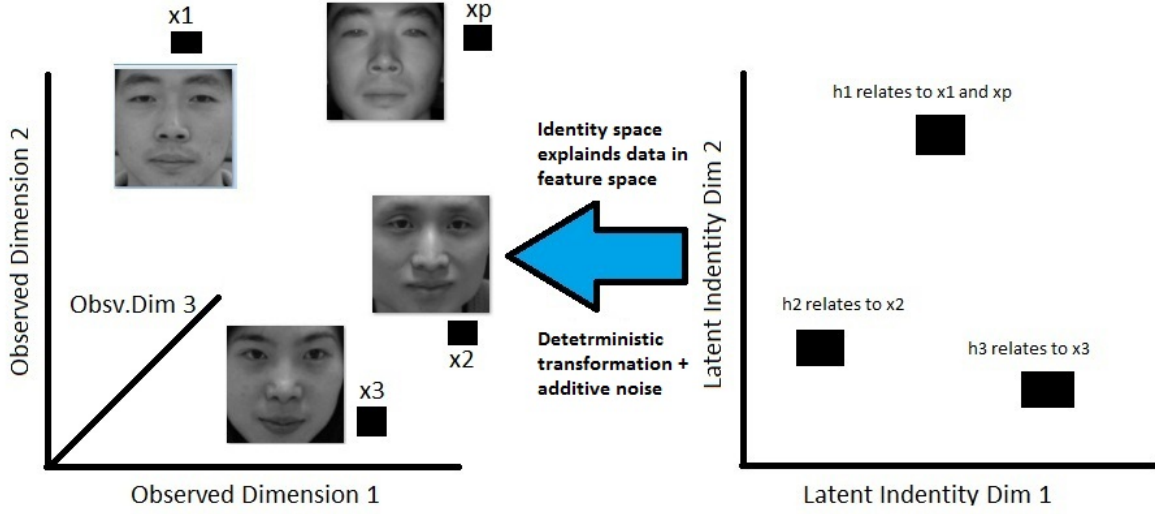 x1
xp
Observed Dimension 2
Obsv.Dim 3
x2
x3
Observed Dimension 1
Identity space
explainds data in
feature space
Detetrministic
transformation +
additive noise
h1 relates to x1 and xp
Latent Indentity Dim 2
h2 relates to x2
h3 relates to x3
Latent Indentity Dim 1